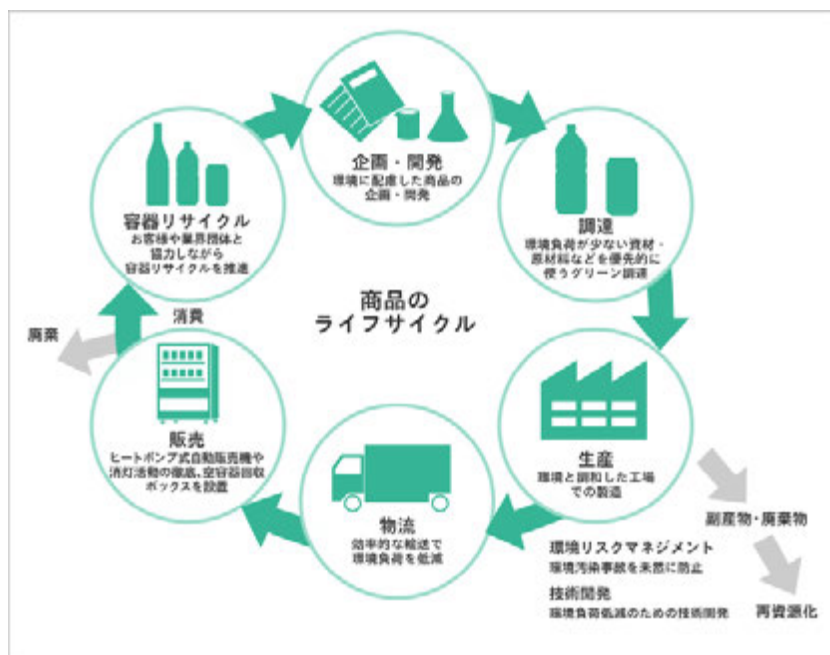 企画・開発
環境に配慮した商品の
企画・開発
調達
環境負荷が少ない資材・
原材料などを優先的に
使うグリーン調達
生産
環境と調和した工場
での製造
副産物・廃棄物
再資源化
環境リスクマネジメント
環境汚染事故を未然に防止
技術開発
環境負荷低減のための技術開発
物流
効率的な輸送で
環境負荷を低減
販売
ヒートポンプ式自動販売機や
消灯活動の徹底、空容器回収
ボックスを設置
消費
廃棄
容器リサイクル
お客様や業界団体と
協力しながら
容器リサイクルを推進
商品の
ライフサイクル